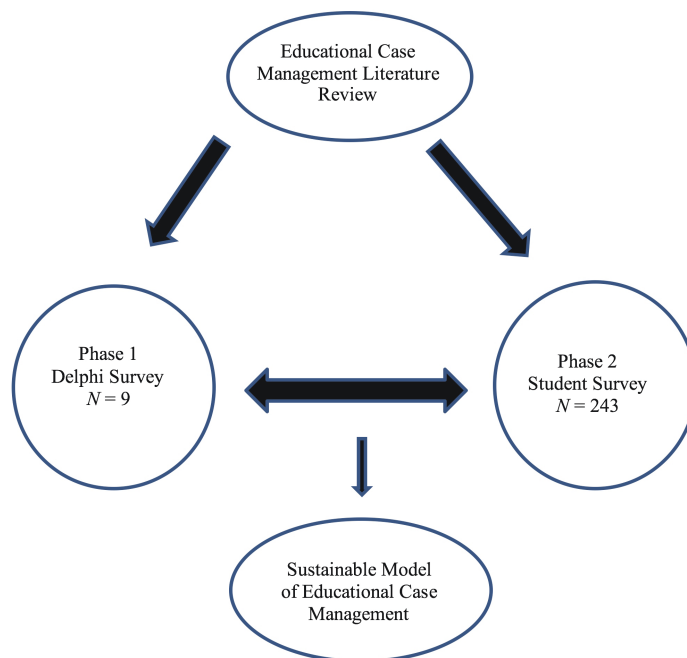 Educational Case
Management Literature
Review
Phase 1
Delphi Survey
N = 9
Phase 2
Student Survey
N = 243
Sustainable Model
of Educational Case
Management